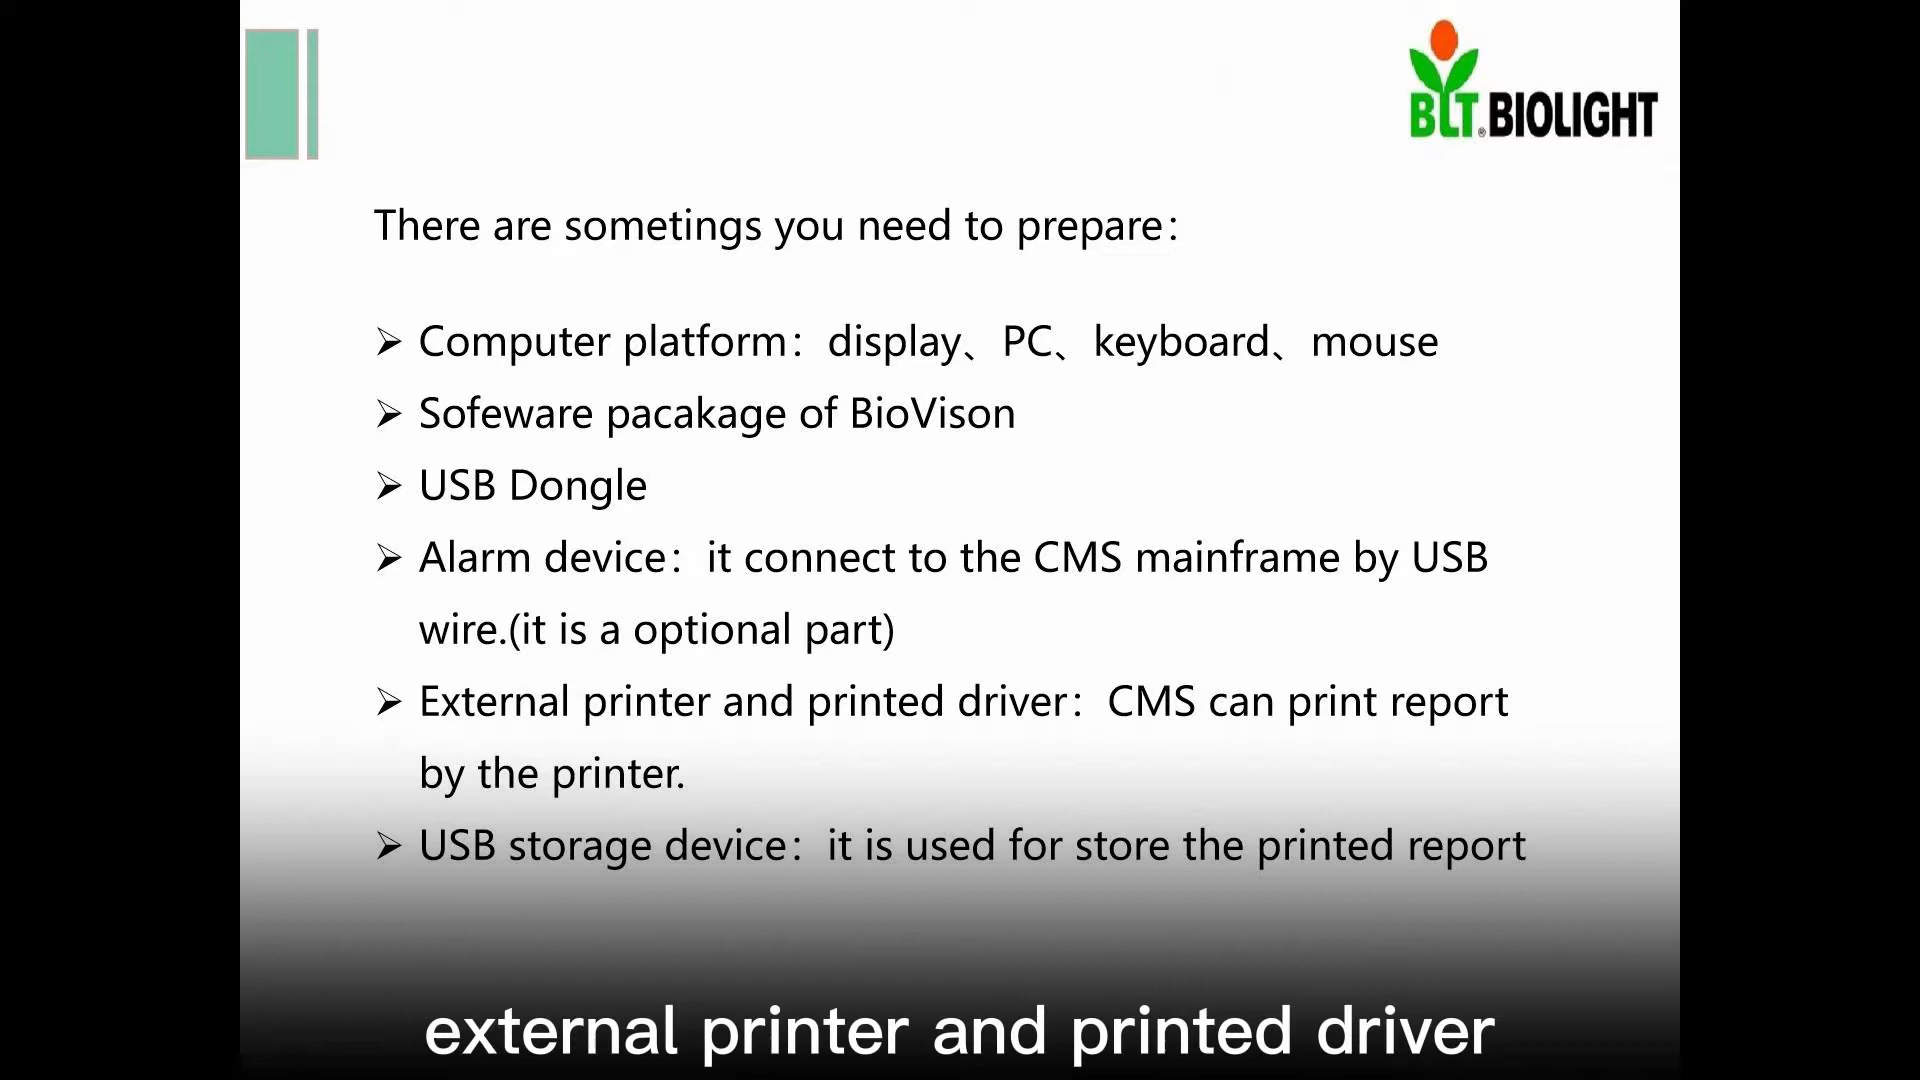 BLT® BIOLIGHT
There are sometings you need to prepare：
➢ Computer platform：display、PC、keyboard、mouse
➢ Sofeware pacakage of BioVison
➢ USB Dongle
➢ Alarm device：it connect to the CMS mainframe by USB
wire.(it is a optional part)
➢ External printer and printed driver：CMS can print report
by the printer.
➢ USB storage device：it is used for store the printed report
external printer and printed driver